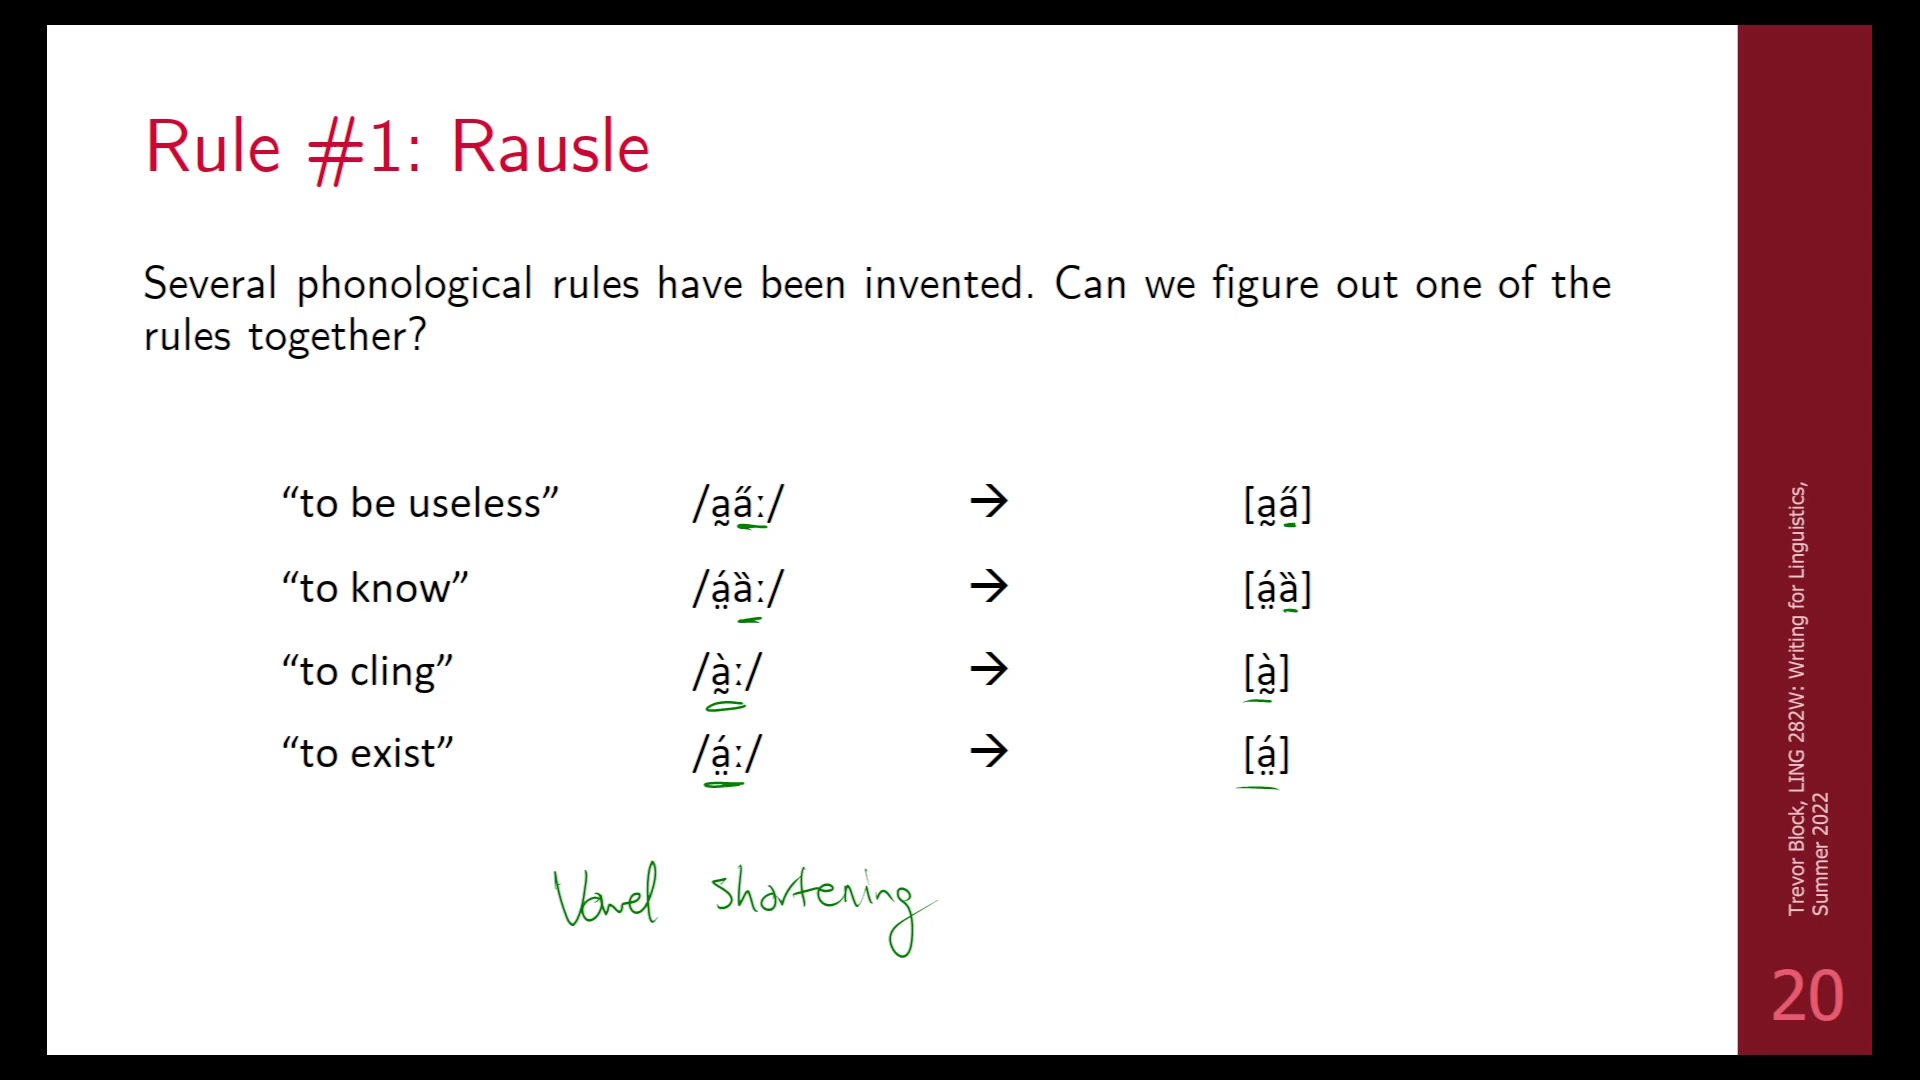 Rule #1: Rausle
Several phonological rules have been invented. Can we figure out one of the
rules together?
“to be useless” /a̰a̋ː/ → [a̰a̋]
“to know” /á̤ȁː/ → [á̤ȁ]
“to cling” /à̰ː/ → [à̰]
“to exist” /á̤ː/ → [á̤]
Vowel shortening
Trevor Block, LING 282W: Writing for Linguistics,
Summer 2022
20